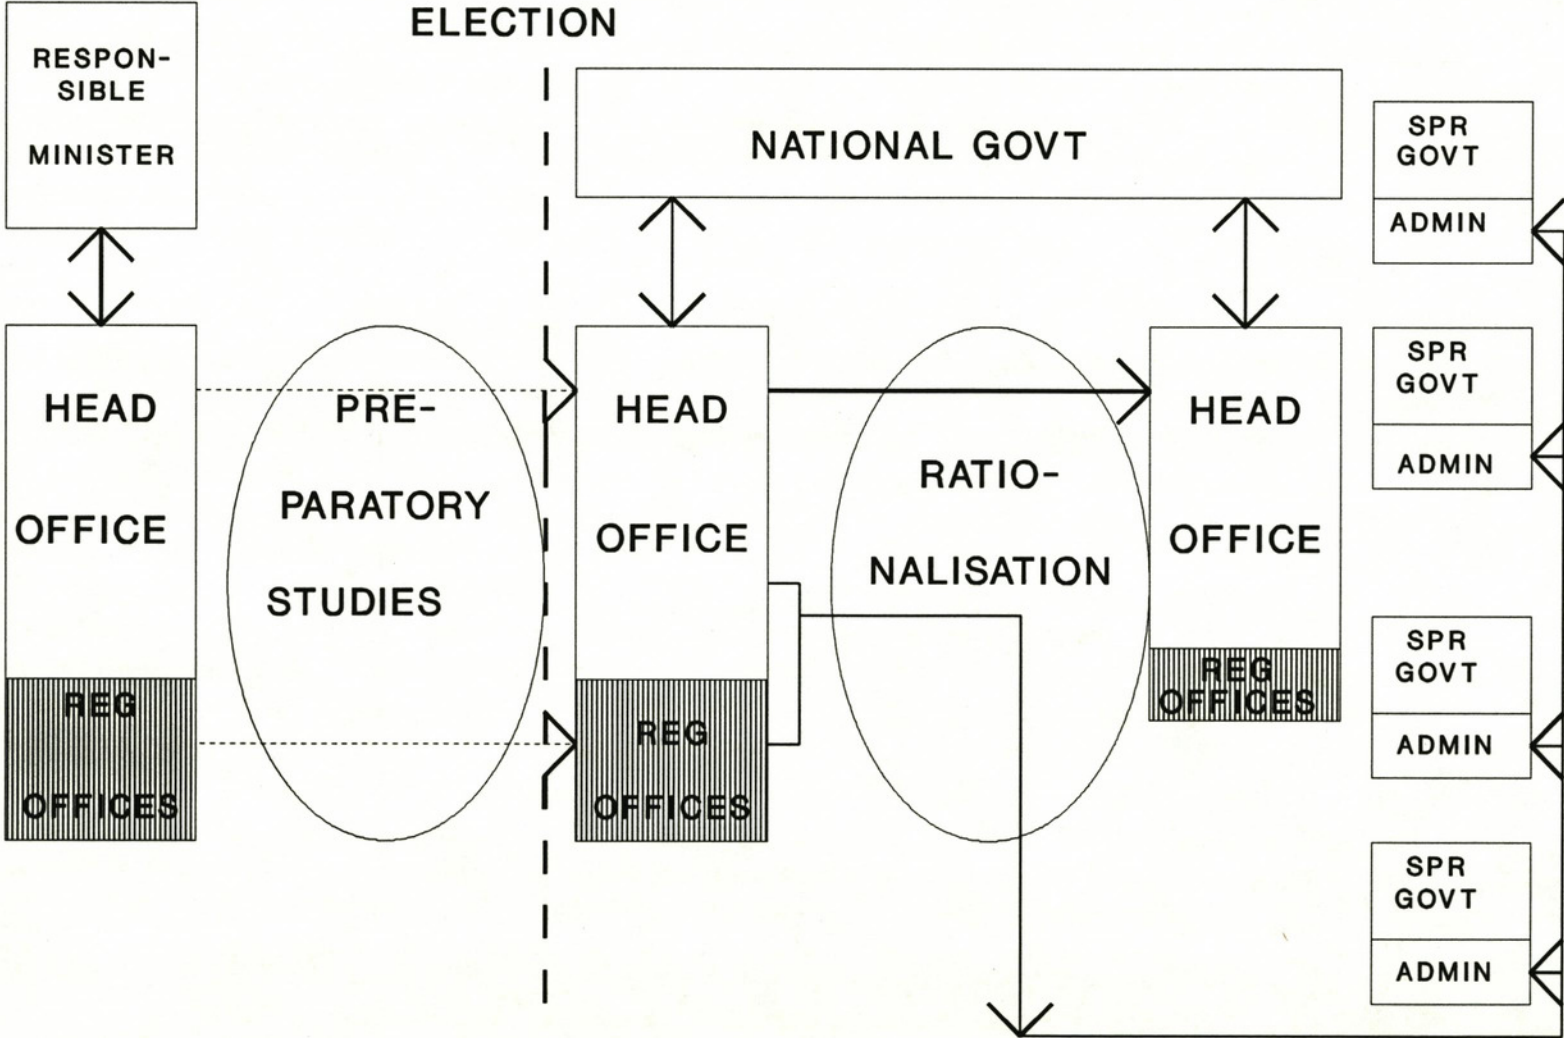 ELECTION
RESPON-
SIBLE
MINISTER
NATIONAL GOVT
HEAD
OFFICE
REG
OFFICES
PRE-
PARATORY
STUDIES
HEAD
OFFICE
REG
OFFICES
RATIO-
NALISATION
HEAD
OFFICE
REG
OFFICES
SPR
GOVT
ADMIN
SPR
GOVT
ADMIN
SPR
GOVT
ADMIN
SPR
GOVT
ADMIN